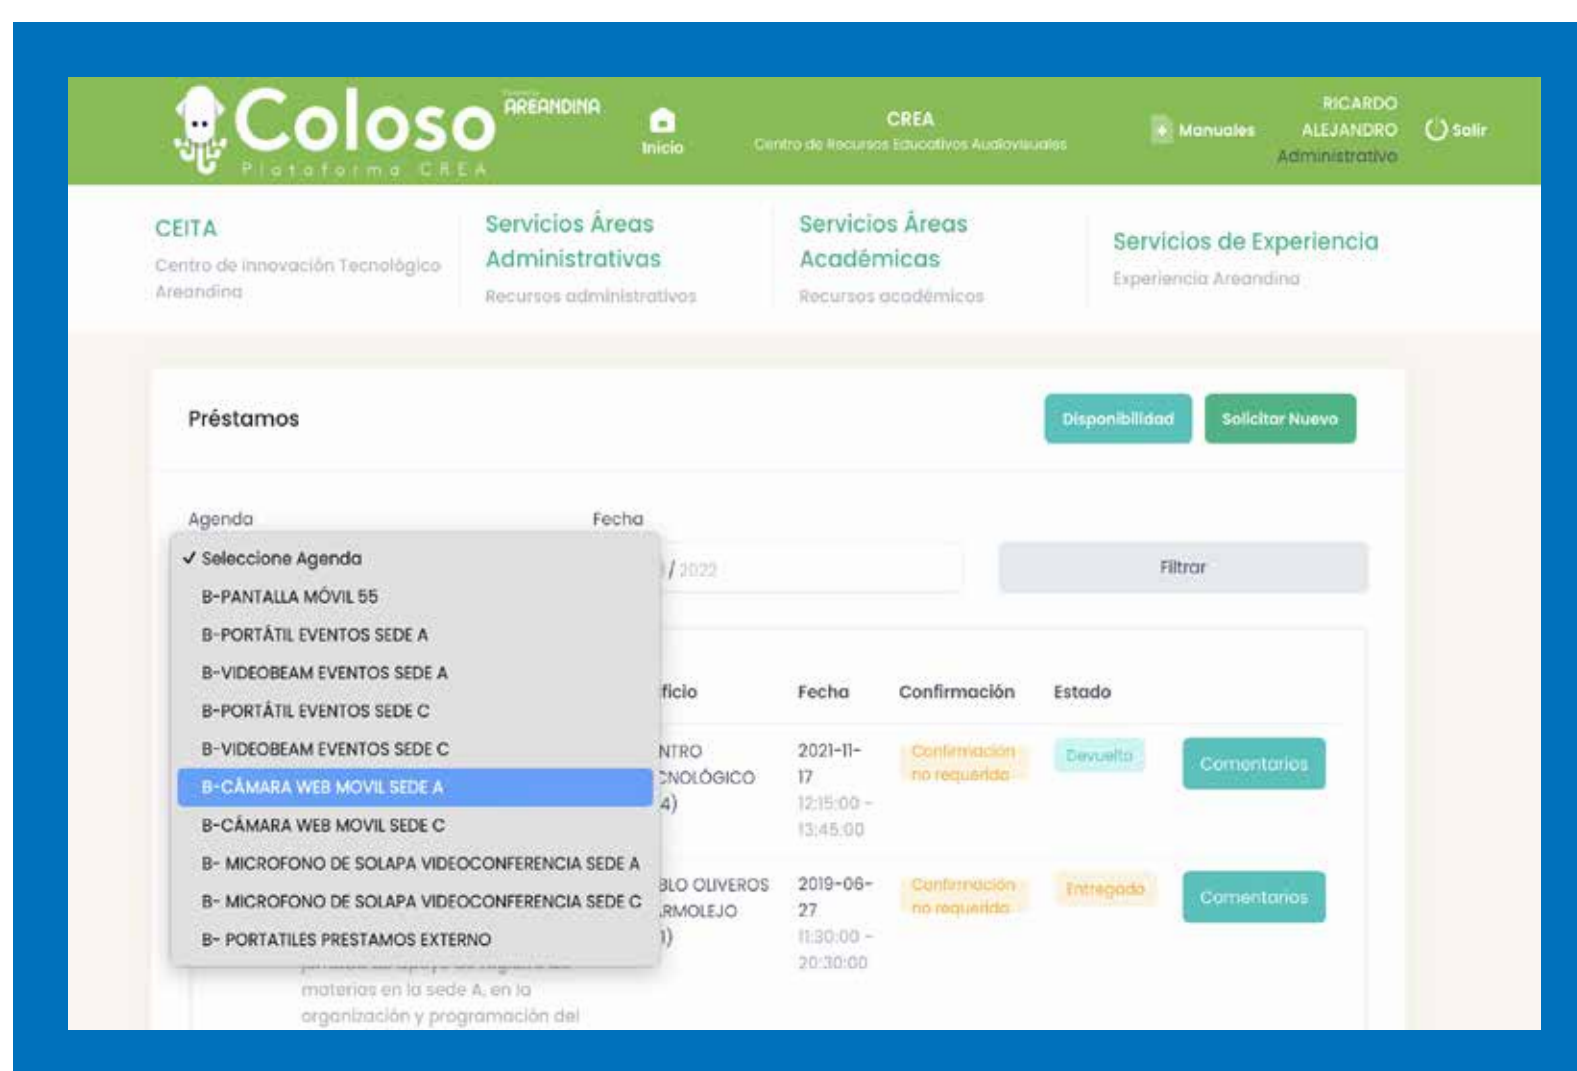 Coloso
AREANDINA
Plataforma CREA
Inicio
CREA
Centro de Recursos Educativos Audiovisuales
Manuales
RICARDO
ALEJANDRO
Administrativo
Salir
CEITA
Centro de Innovación Tecnológico
Areandina
Servicios Áreas
Administrativas
Recursos administrativos
Servicios Áreas
Académicas
Recursos académicos
Servicios de Experiencia
Experiencia Areandina
Préstamos
Disponibilidad
Solicitar Nuevo
Agenda
Fecha
✓ Seleccione Agenda
B-PANTALLA MÓVIL 55
B-PORTÁTIL EVENTOS SEDE A
B-VIDEOBEAM EVENTOS SEDE A
B-PORTÁTIL EVENTOS SEDE C
B-VIDEOBEAM EVENTOS SEDE C
B-CÁMARA WEB MOVIL SEDE A
B-CÁMARA WEB MOVIL SEDE C
B- MICROFONO DE SOLAPA VIDEOCONFERENCIA SEDE A
B- MICROFONO DE SOLAPA VIDEOCONFERENCIA SEDE C
B- PORTATILES PRESTAMOS EXTERNO
/ 2022
Filtrar
ficio
Fecha
Confirmación
Estado
NTRO
CNOLÓGICO
4)
2021-11-
17
12:15:00 -
13:45:00
Confirmación
no requerida
Devuelto
Comentarios
BLO OLIVEROS
RMOLEJO
1)
2019-06-
27
11:30:00 -
20:30:00
Confirmación
no requerida
Entregado
Comentarios
materias en la sede A, en la
organización y programación del